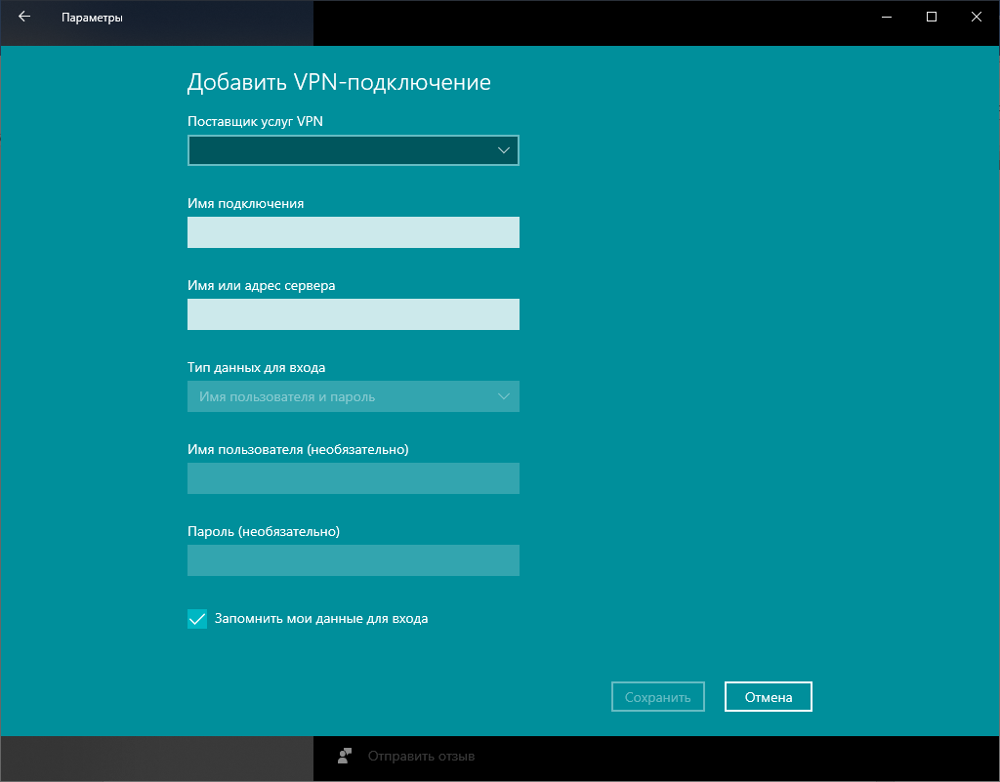 Параметры
Добавить VPN-подключение
Поставщик услуг VPN
Имя подключения
Имя или адрес сервера
Тип данных для входа
Имя пользователя и пароль
Имя пользователя (необязательно)
Пароль (необязательно)
Запомнить мои данные для входа
Сохранить
Отмена
Отправить отзыв